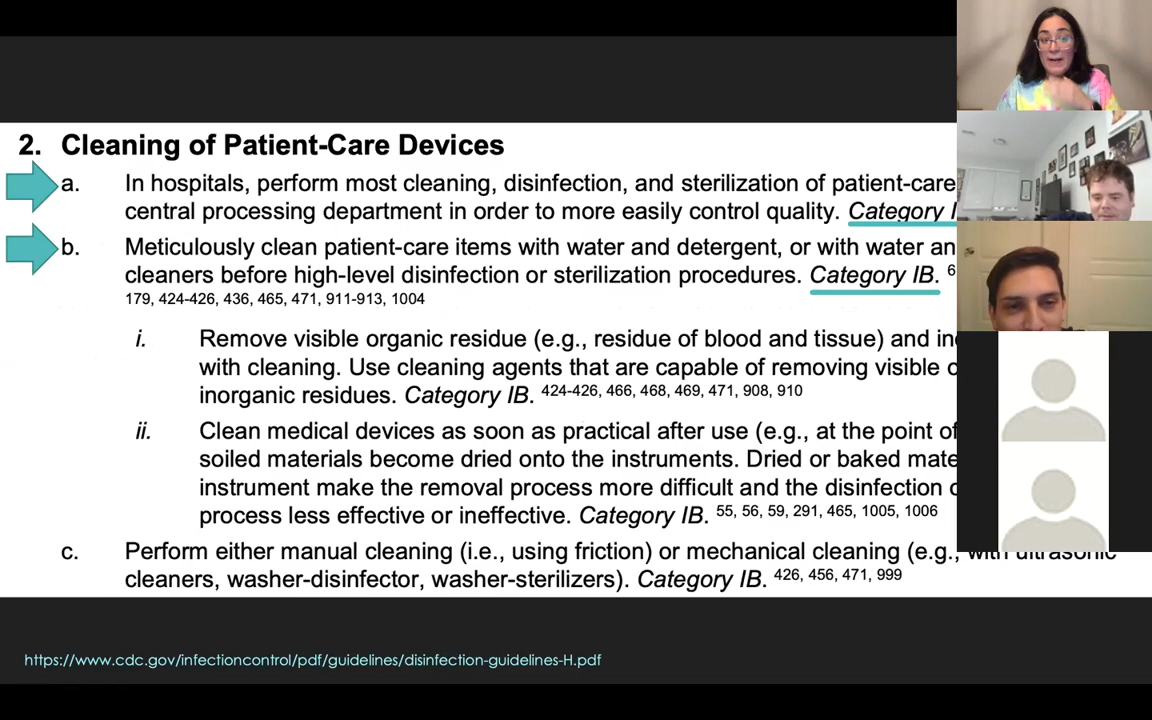 2. Cleaning of Patient-Care Devices
a. In hospitals, perform most cleaning, disinfection, and sterilization of patient-care
central processing department in order to more easily control quality. Category
b. Meticulously clean patient-care items with water and detergent, or with water
cleaners before high-level disinfection or sterilization procedures. Category IB. 6
179, 424-426, 436, 465, 471, 911-913, 1004
i. Remove visible organic residue (e.g., residue of blood and tissue) and
with cleaning. Use cleaning agents that are capable of removing visible
inorganic residues. Category IB. 424-426, 466, 468, 469, 471, 908, 910
ii. Clean medical devices as soon as practical after use (e.g., at the point of
soiled materials become dried onto the instruments. Dried or baked
instrument make the removal process more difficult and the disinfection
process less effective or ineffective. Category IB. 55, 56, 59, 291, 465, 1005, 1006
c. Perform either manual cleaning (i.e., using friction) or mechanical cleaning (e.g., with ultrasonic
cleaners, washer-disinfector, washer-sterilizers). Category IB. 426, 456, 471, 999
https://www.cdc.gov/infectioncontrol/pdf/guidelines/disinfection-guidelines-H.pdf